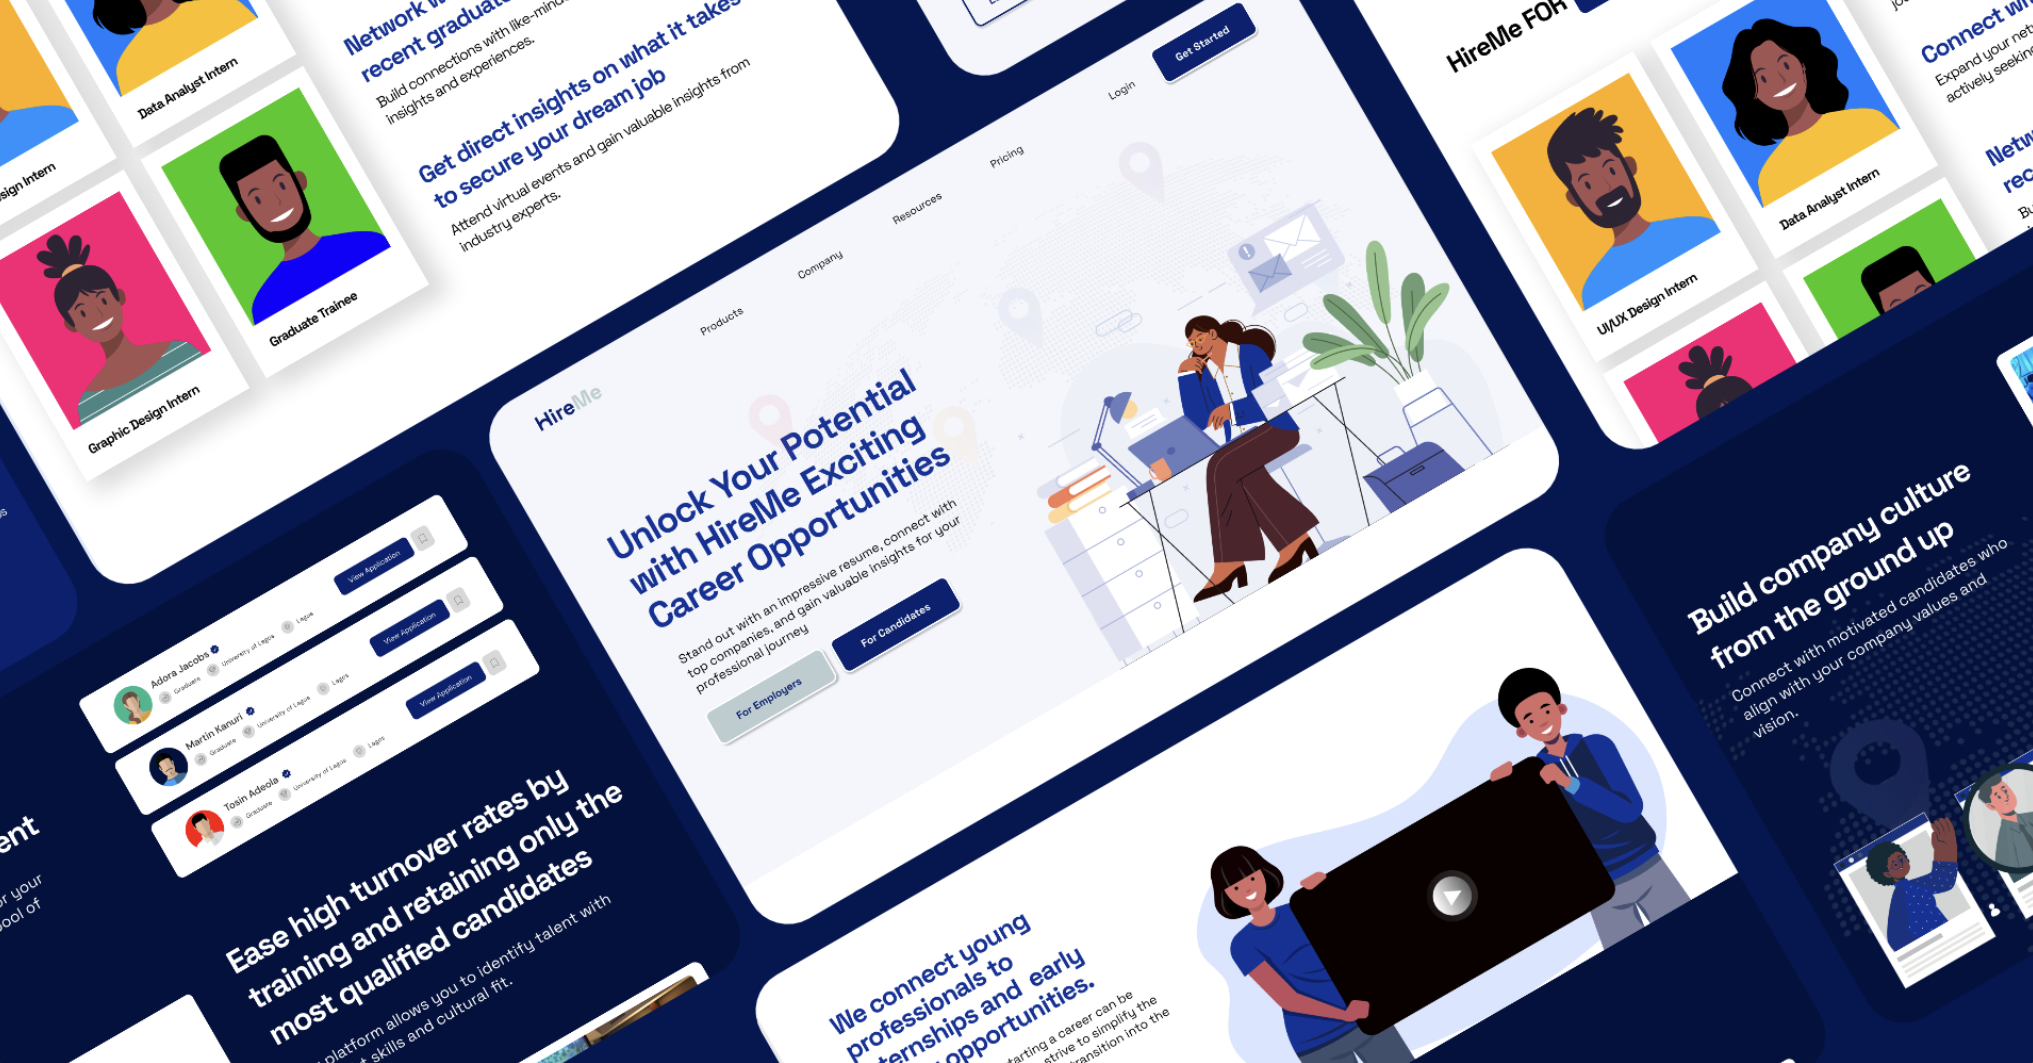 Network
recent graduate
Build connections with like-mind
insights and experiences.
Get direct insights on what it takes
to secure your dream job
Attend virtual events and gain valuable insights from
industry experts.
Data Analyst Intern
sign Intern
Graduate Trainee
Graphic Design Intern
HireMe
Products
Company
Resources
Pricing
Login
Get Started
Unlock Your Potential
with HireMe Exciting
Career Opportunities
Stand out with an impressive resume, connect with
top companies, and gain valuable insights for your
professional journey
For Employers
For Candidates
HireMe FOR
UI/UX Design Intern
Data Analyst Intern
Connect wi
Expand your net
actively seekin
Netw
rec
Bu
Adora Jacobs
Graduate
University of Lagos
Lagos
View Application
Martin Kanuri
Graduate
University of Lagos
Lagos
View Application
Tosin Adeola
Graduate
University of Lagos
Lagos
View Application
Ease high turnover rates by
training and retaining only the
most qualified candidates
platform allows you to identify talent with
t skills and cultural fit.
ent
or your
ool of
We connect young
professionals to
ternships and early
opportunities.
tarting a career can be
strive to simplify the
transition into the
Build company culture
from the ground up
Connect with motivated candidates who
align with your company values and
vision.